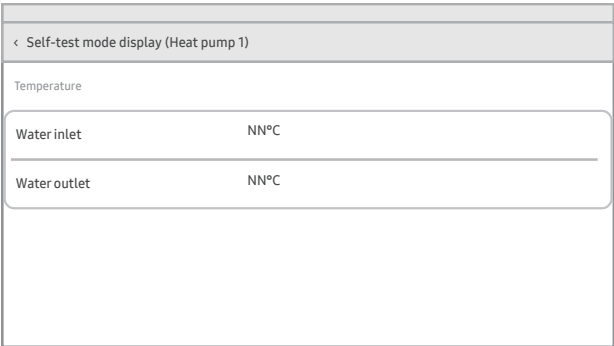 < Self-test mode display (Heat pump 1)
Temperature
Water inlet NN°C
Water outlet NN°C